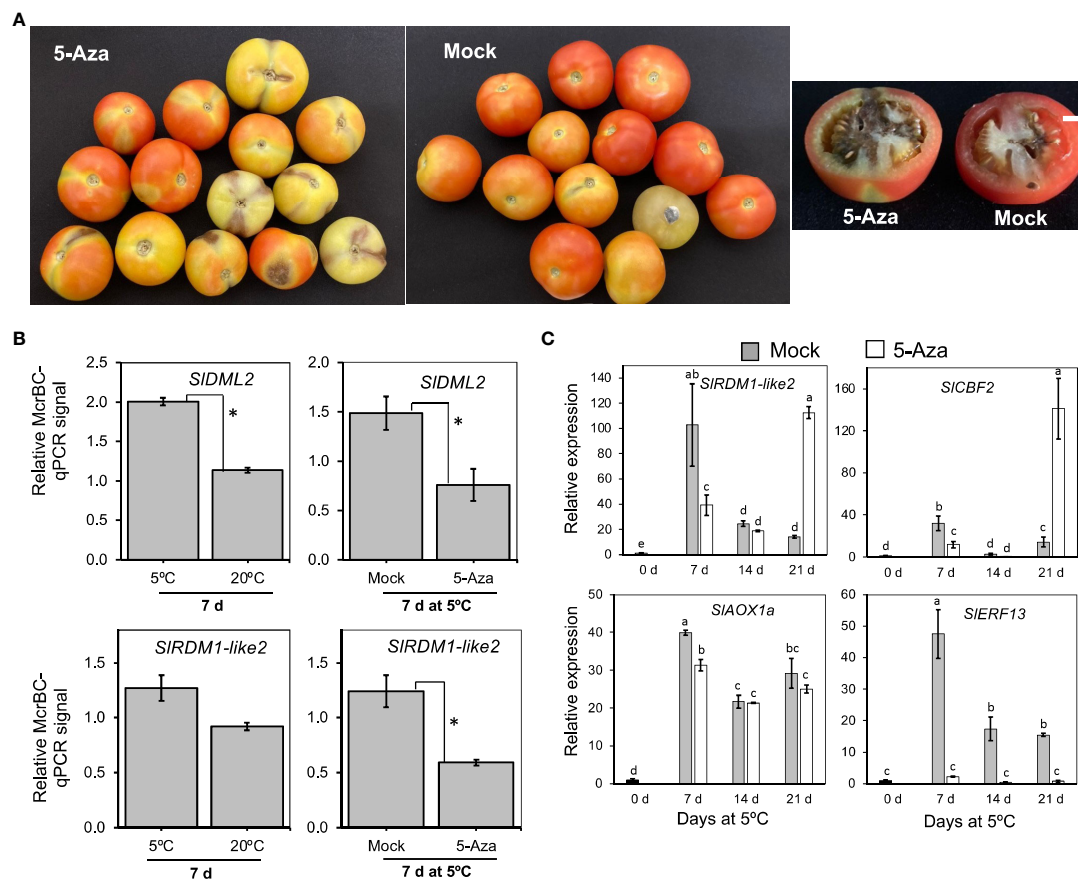 A
5-Aza
Mock
5-Aza
Mock
B
Relative McrBC-
qPCR signal
2.5
2.0
1.5
1.0
0.5
0.0
SlDML2
*
5ºC
20ºC
7 d
2.0
1.5
1.0
0.5
0.0
SlDML2
*
Mock
5-Aza
7 d at 5ºC
Relative McrBC-
qPCR signal
1.5
1.0
0.5
0.0
SlRDM1-like2
5ºC
20ºC
7 d
1.5
1.0
0.5
0.0
SlRDM1-like2
*
Mock
5-Aza
7 d at 5ºC
C
Mock
5-Aza
Relative expression
140
120
100
80
60
40
20
0
SlRDM1-like2
e
ab
c
d
d
d
a
0 d
7 d
14 d
21 d
160
120
80
40
0
SlCBF2
d
b
c
d
d
c
a
0 d
7 d
14 d
21 d
Relative expression
50
40
30
20
10
0
SlAOX1a
d
a
b
c
c
bc
c
0 d
7 d
14 d
21 d
60
50
40
30
20
10
0
SlERF13
c
a
c
b
c
b
c
0 d
7 d
14 d
21 d
Days at 5ºC